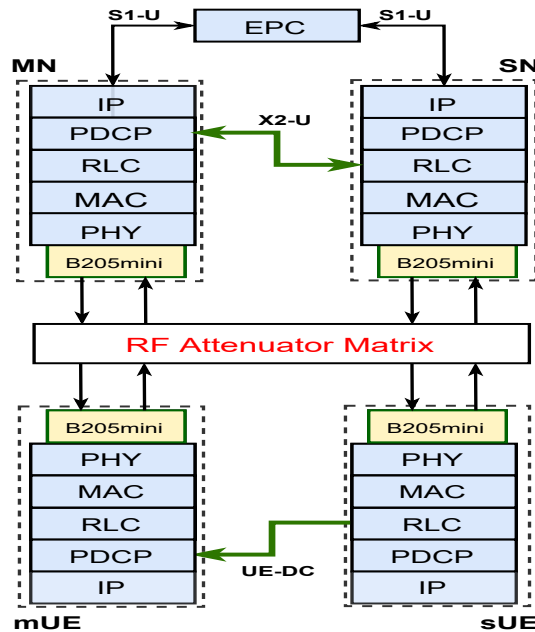 S1-U EPC S1-U
MN SN
IP IP
PDCP X2-U PDCP
RLC RLC
MAC MAC
PHY PHY
B205mini B205mini
RF Attenuator Matrix
B205mini B205mini
PHY PHY
MAC MAC
RLC RLC
PDCP UE-DC PDCP
IP IP
mUE sUE